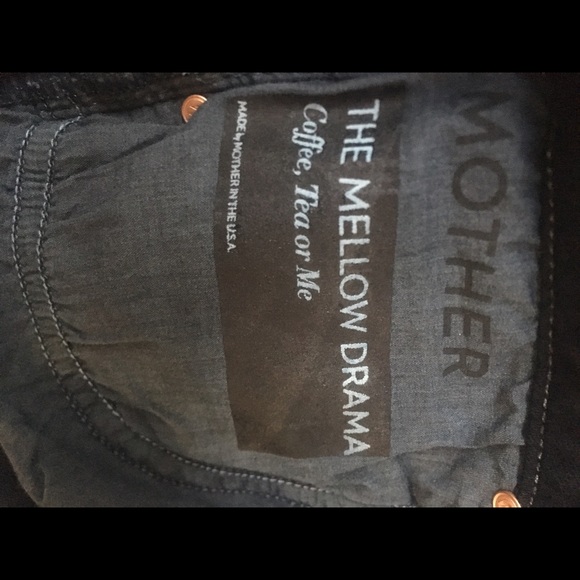 MOTHER
THE MELLOW DRAMA
Coffee, Tea or Me
MADE by MOTHER IN THE U.S.A.